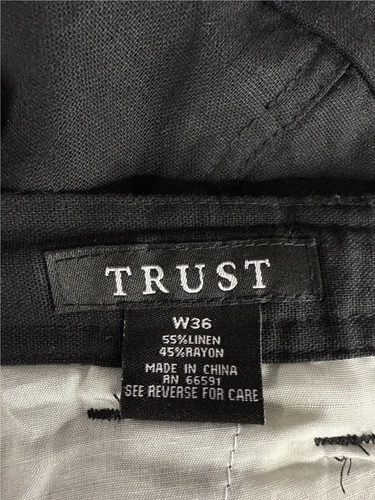 TRUST
W36
55%LINEN
45%RAYON
MADE IN CHINA
RN 66591
SEE REVERSE FOR CARE